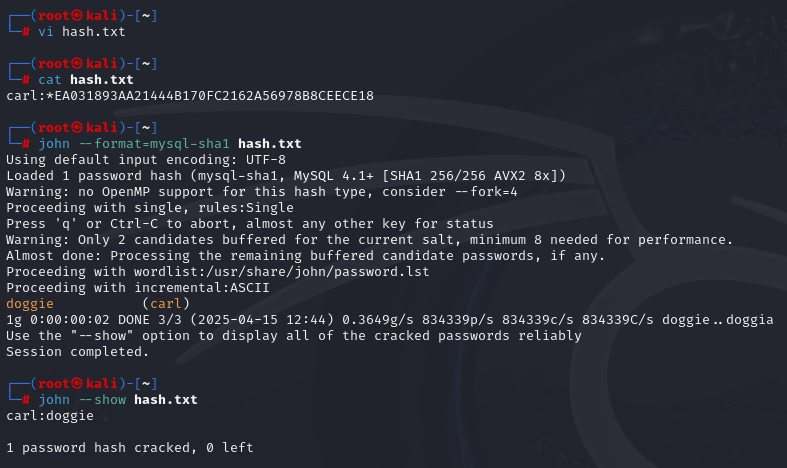 ┌──(root㉿kali)-[~]
└─# vi hash.txt
┌──(root㉿kali)-[~]
└─# cat hash.txt
carl:*EA031893AA21444B170FC2162A56978B8CEECE18
┌──(root㉿kali)-[~]
└─# john --format=mysql-sha1 hash.txt
Using default input encoding: UTF-8
Loaded 1 password hash (mysql-sha1, MySQL 4.1+ [SHA1 256/256 AVX2 8x])
Warning: no OpenMP support for this hash type, consider --fork=4
Proceeding with single, rules:Single
Press 'q' or Ctrl-C to abort, almost any other key for status
Warning: Only 2 candidates buffered for the current salt, minimum 8 needed for performance.
Almost done: Processing the remaining buffered candidate passwords, if any.
Proceeding with wordlist:/usr/share/john/password.lst
Proceeding with incremental:ASCII
doggie           (carl)
1g 0:00:00:02 DONE 3/3 (2025-04-15 12:44) 0.3649g/s 834339p/s 834339c/s 834339C/s doggie..doggia
Use the "--show" option to display all of the cracked passwords reliably
Session completed.
┌──(root㉿kali)-[~]
└─# john --show hash.txt
carl:doggie
1 password hash cracked, 0 left